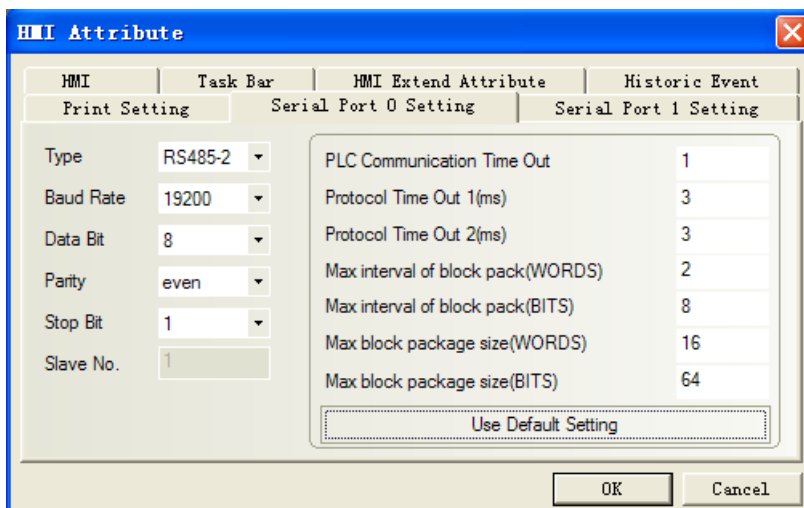 HMI Attribute
HMI
Task Bar
HMI Extend Attribute
Historic Event
Print Setting
Serial Port 0 Setting
Serial Port 1 Setting
Type RS485-2
Baud Rate 19200
Data Bit 8
Parity even
Stop Bit 1
Slave No. 1
PLC Communication Time Out 1
Protocol Time Out 1(ms) 3
Protocol Time Out 2(ms) 3
Max interval of block pack(WORDS) 2
Max interval of block pack(BITS) 8
Max block package size(WORDS) 16
Max block package size(BITS) 64
Use Default Setting
OK
Cancel